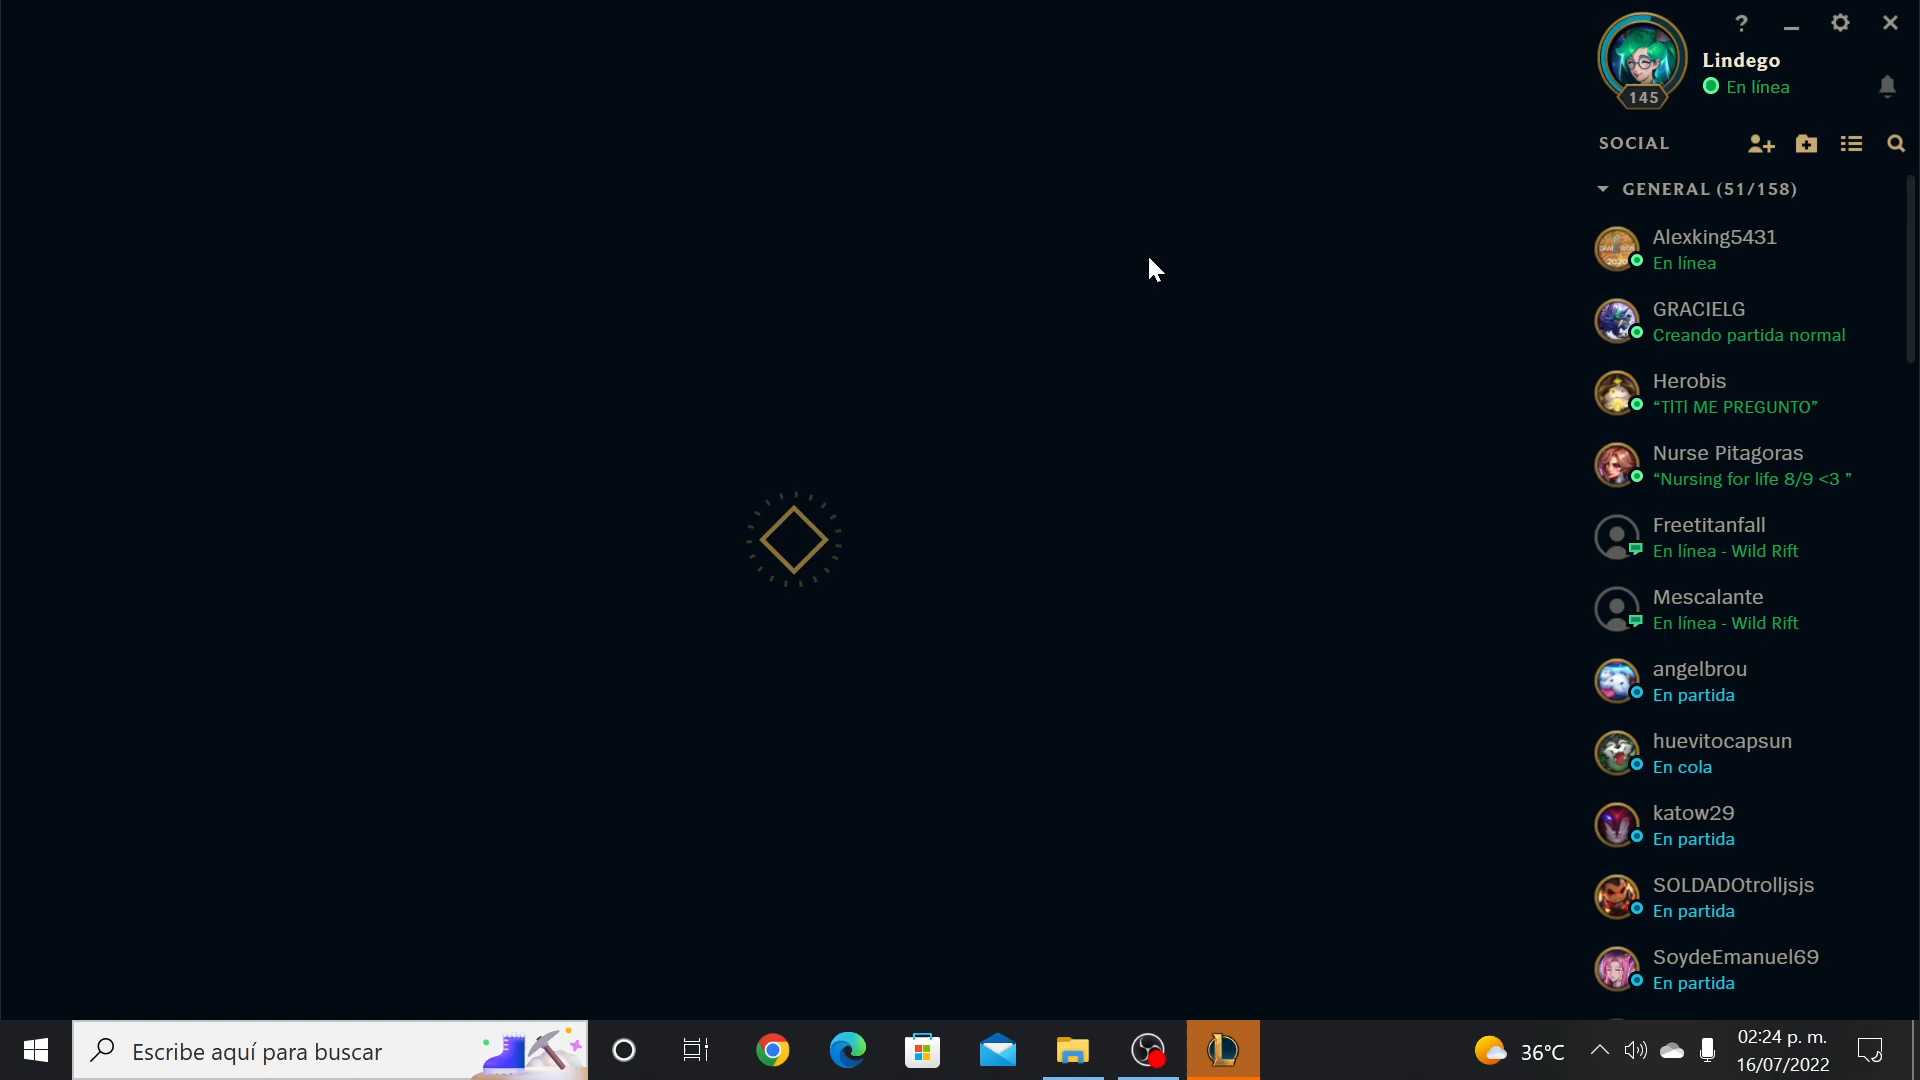 ?
Lindego
En línea
145
SOCIAL
GENERAL (51/158)
Alexking5431
En línea
GRACIELG
Creando partida normal
Herobis
“TlTl ME PREGUNTO”
Nurse Pitagoras
“Nursing for life 8/9 <3 ”
Freetitanfall
En línea - Wild Rift
Mescalante
En línea - Wild Rift
angelbrou
En partida
huevitocapsun
En cola
katow29
En partida
SOLDADOtrolljsjs
En partida
SoydeEmanuel69
En partida
Escribe aquí para buscar
36°C
02:24 p. m.
16/07/2022